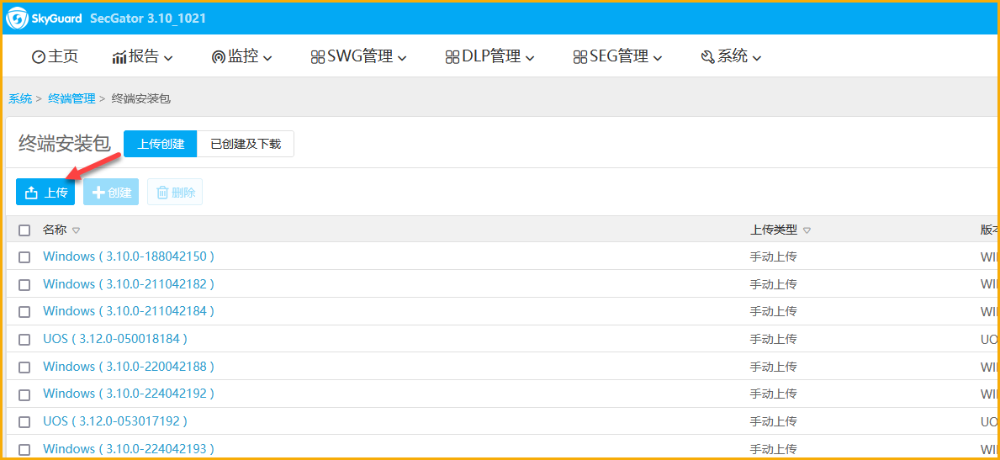 SkyGuard SecGator 3.10_1021
主页 报告 监控 SWG管理 DLP管理 SEG管理 系统
系统 > 终端管理 > 终端安装包
终端安装包 上传创建 已创建及下载
上传 创建 删除
名称 上传类型 版本
Windows ( 3.10.0-188042150 ) 手动上传 WI
Windows ( 3.10.0-211042182 ) 手动上传 WI
Windows ( 3.10.0-211042184 ) 手动上传 WI
UOS ( 3.12.0-050018184 ) 手动上传 UO
Windows ( 3.10.0-220042188 ) 手动上传 WI
Windows ( 3.10.0-224042192 ) 手动上传 WI
UOS ( 3.12.0-053017192 ) 手动上传 UO
Windows ( 3.10.0-224042193 ) 手动上传 WI